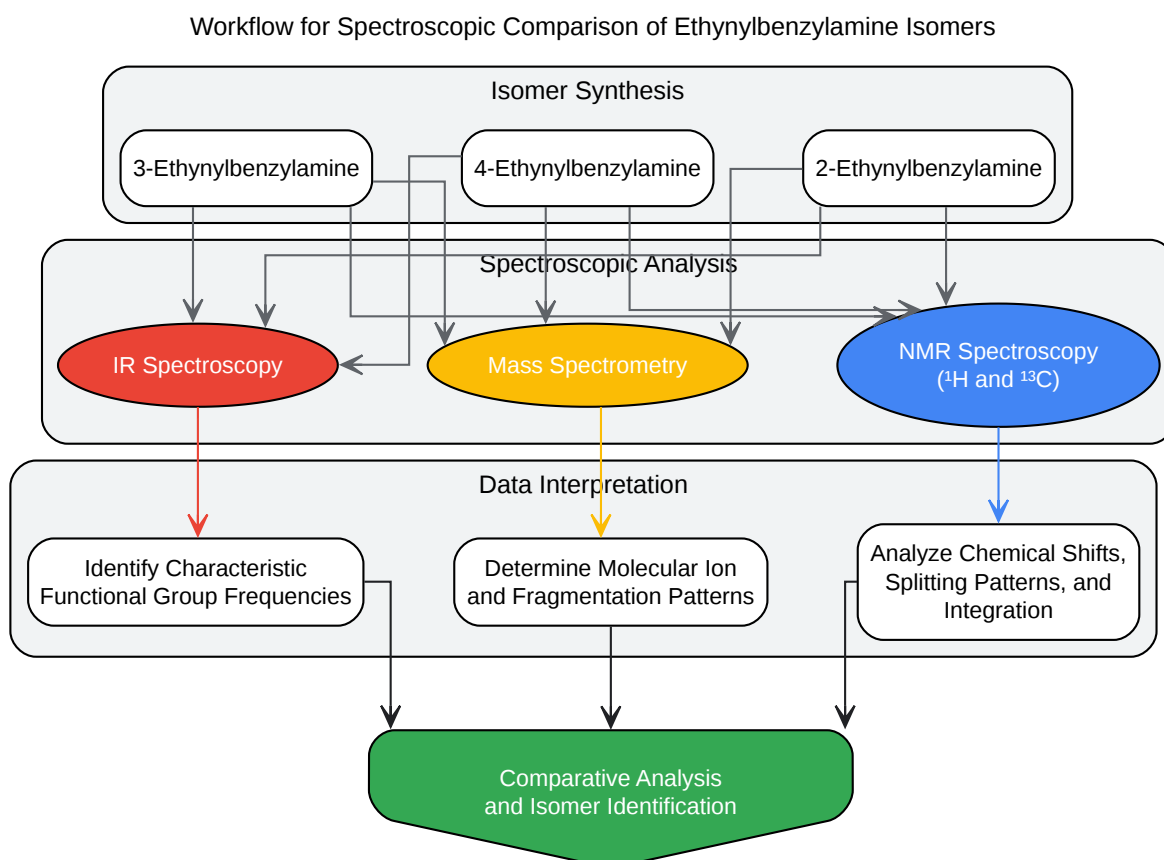 Workflow for Spectroscopic Comparison of Ethynylbenzylamine Isomers
Isomer Synthesis
3-Ethynylbenzylamine
4-Ethynylbenzylamine
2-Ethynylbenzylamine
Spectroscopic Analysis
IR Spectroscopy
Mass Spectrometry
NMR Spectroscopy
(¹H and ¹³C)
Data Interpretation
Identify Characteristic
Functional Group Frequencies
Determine Molecular Ion
and Fragmentation Patterns
Analyze Chemical Shifts,
Splitting Patterns, and
Integration
Comparative Analysis
and Isomer Identification